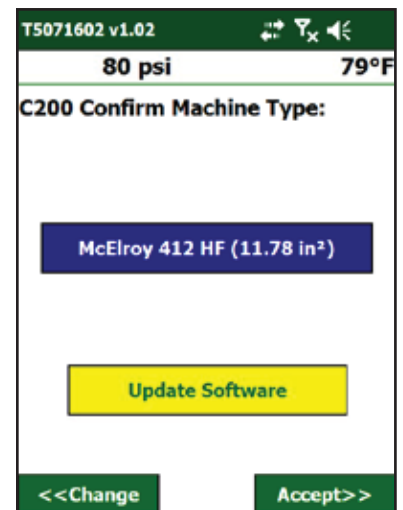 T5071602 v1.02
80 psi 79°F
C200 Confirm Machine Type:
McElroy 412 HF (11.78 in²)
Update Software
<<Change Accept>>